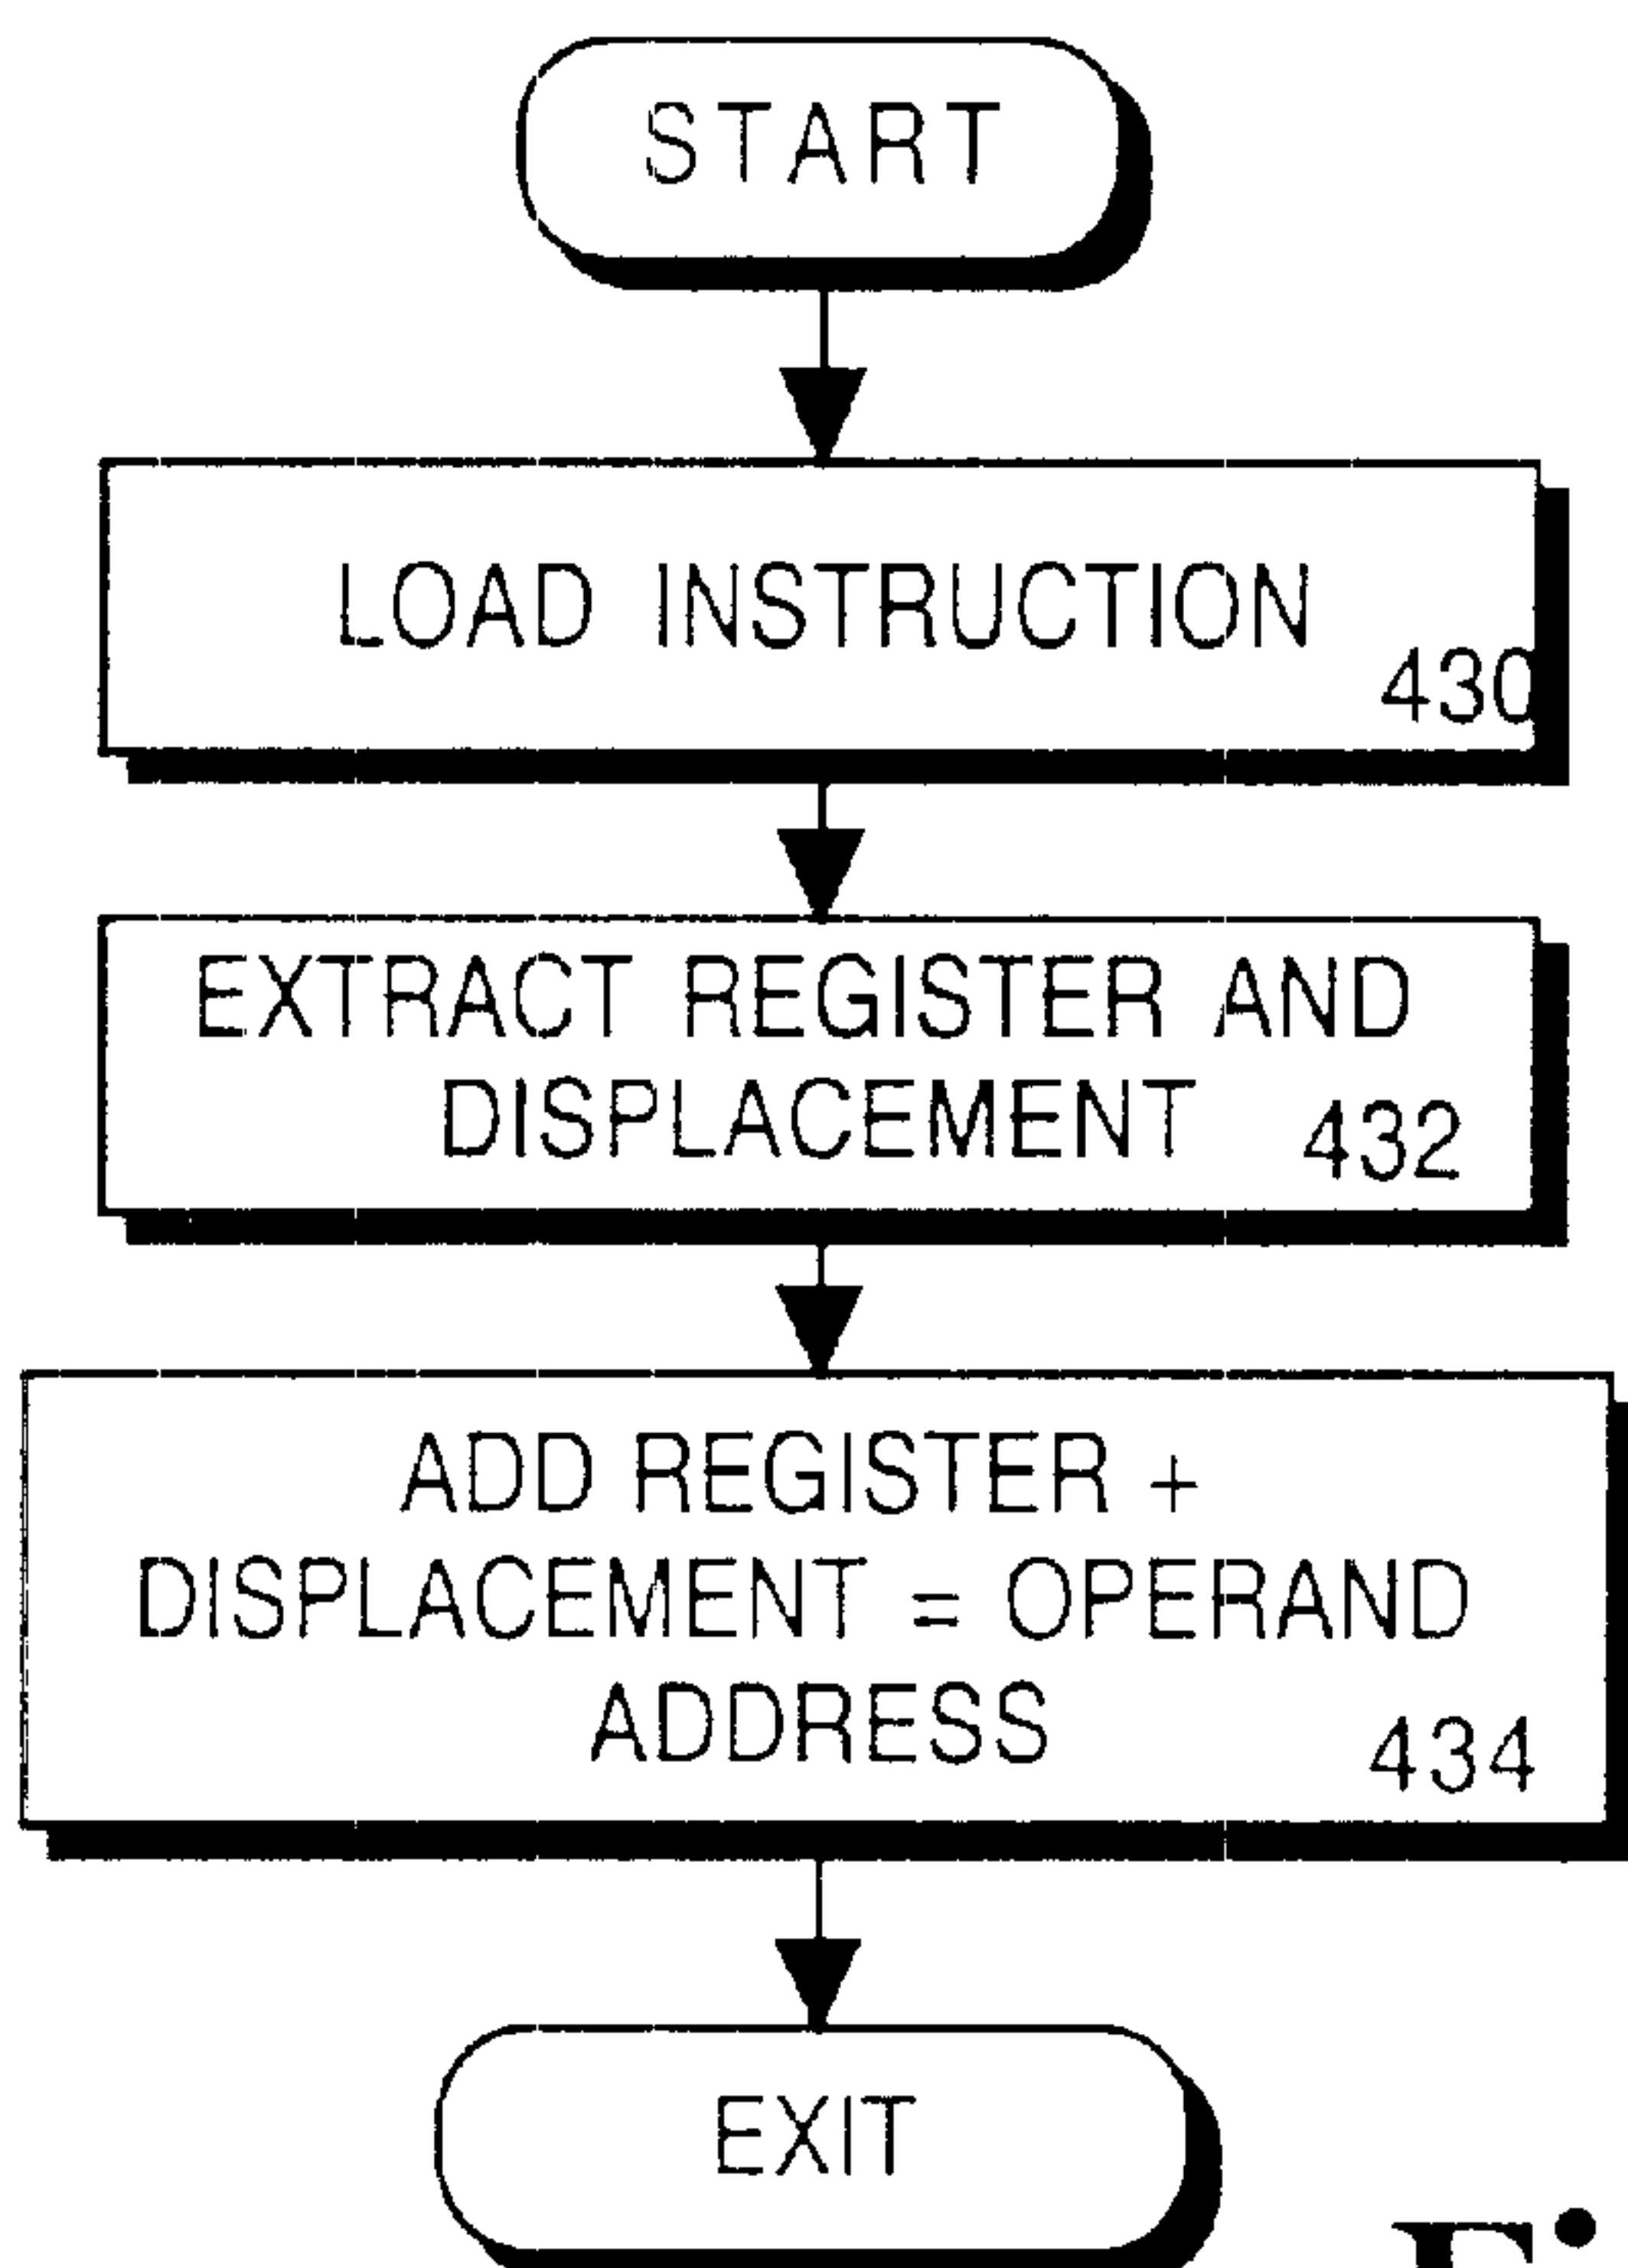 START
LOAD INSTRUCTION
430
EXTRACT REGISTER AND
DISPLACEMENT 432
ADD REGISTER +
DISPLACEMENT = OPERAND
ADDRESS
434
EXIT